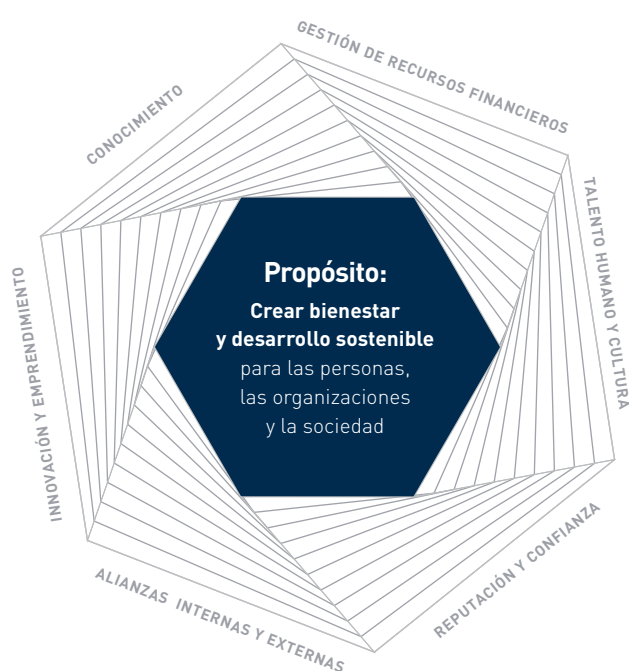 GESTIÓN DE RECURSOS FINANCIEROS
CONOCIMIENTO
TALENTO HUMANO Y CULTURA
Propósito:
Crear bienestar
y desarrollo sostenible
para las personas,
las organizaciones
y la sociedad
INNOVACIÓN Y EMPRENDIMIENTO
REPUTACIÓN Y CONFIANZA
ALIANZAS INTERNAS Y EXTERNAS